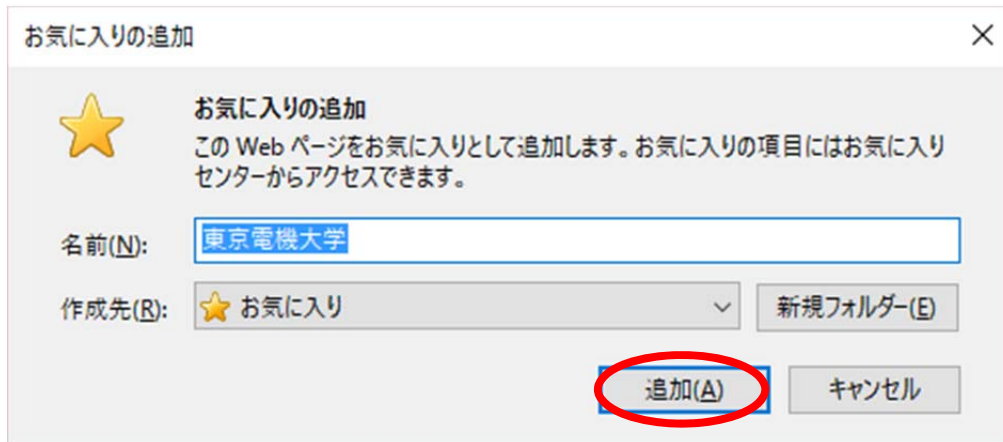 お気に入りの追加
お気に入りの追加
この Web ページをお気に入りとして追加します。お気に入りの項目にはお気に入り
センターからアクセスできます。
名前(N): 東京電機大学
作成先(R): お気に入り 新規フォルダー(E)
追加(A) キャンセル